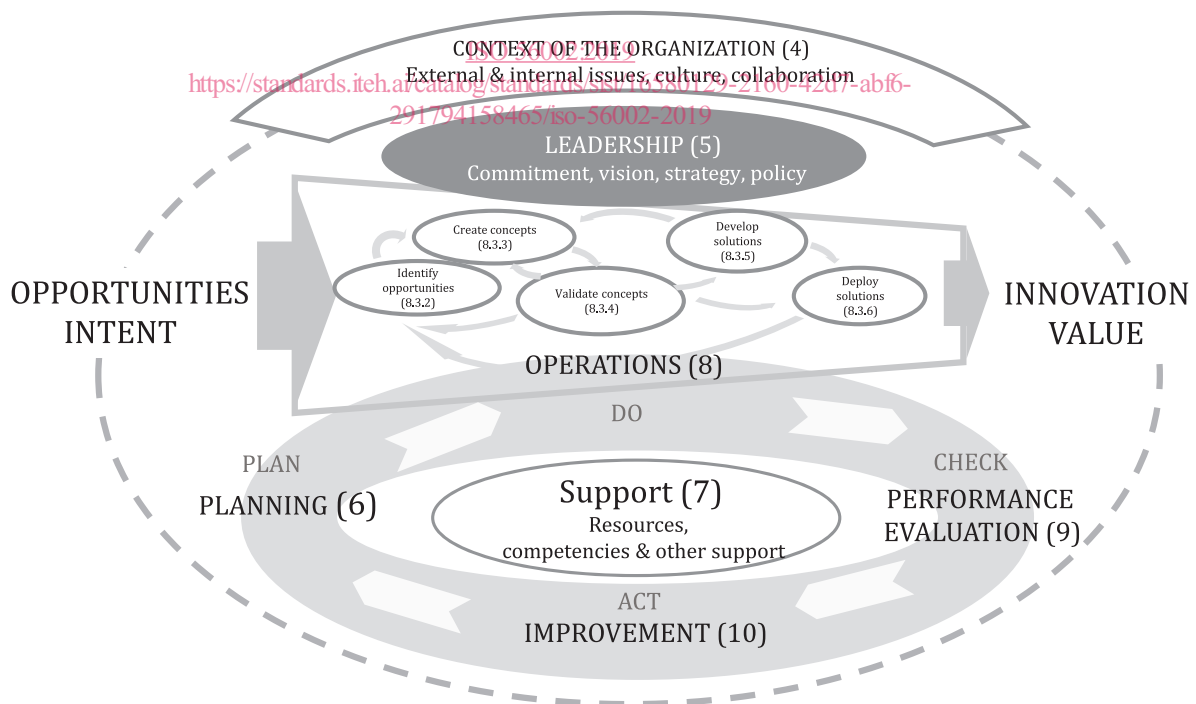 CONTEXT OF THE ORGANIZATION (4)
ISO 56002:2019
External & internal issues, culture, collaboration
https://standards.iteh.ai/catalog/standards/sist/16580129-2160-42d7-abf6-
291794158465/iso-56002-2019
LEADERSHIP (5)
Commitment, vision, strategy, policy
Create concepts
(8.3.3)
Develop
solutions
(8.3.5)
Identify
opportunities
(8.3.2)
Validate concepts
(8.3.4)
Deploy
solutions
(8.3.6)
OPPORTUNITIES
INTENT
INNOVATION
VALUE
OPERATIONS (8)
DO
PLAN
PLANNING (6)
CHECK
PERFORMANCE
EVALUATION (9)
Support (7)
Resources,
competencies & other support
ACT
IMPROVEMENT (10)